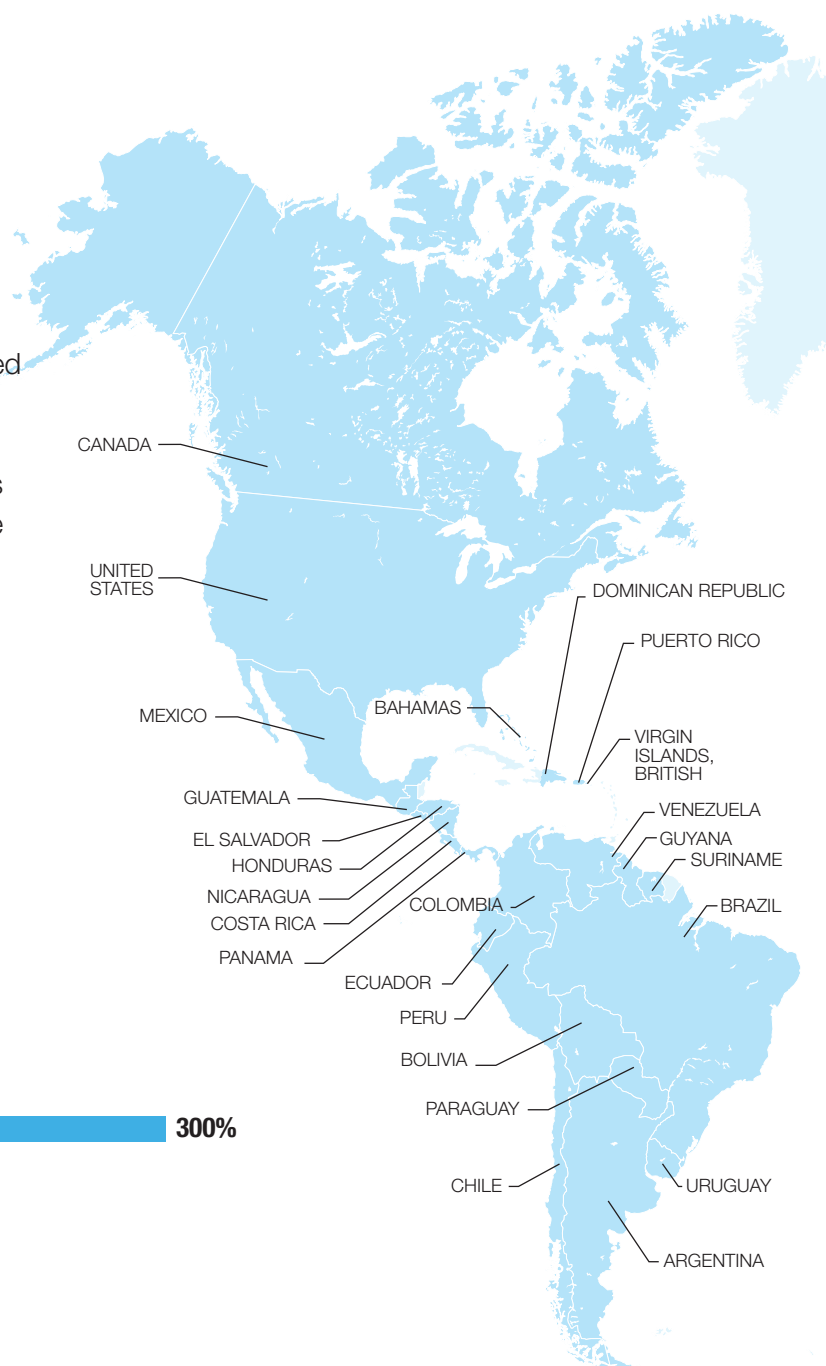 ed
CANADA
s
e
UNITED
STATES
DOMINICAN REPUBLIC
PUERTO RICO
BAHAMAS
MEXICO
VIRGIN
ISLANDS,
BRITISH
GUATEMALA
VENEZUELA
EL SALVADOR
GUYANA
HONDURAS
SURINAME
NICARAGUA
COLOMBIA
BRAZIL
COSTA RICA
PANAMA
ECUADOR
PERU
BOLIVIA
PARAGUAY
300%
CHILE
URUGUAY
ARGENTINA